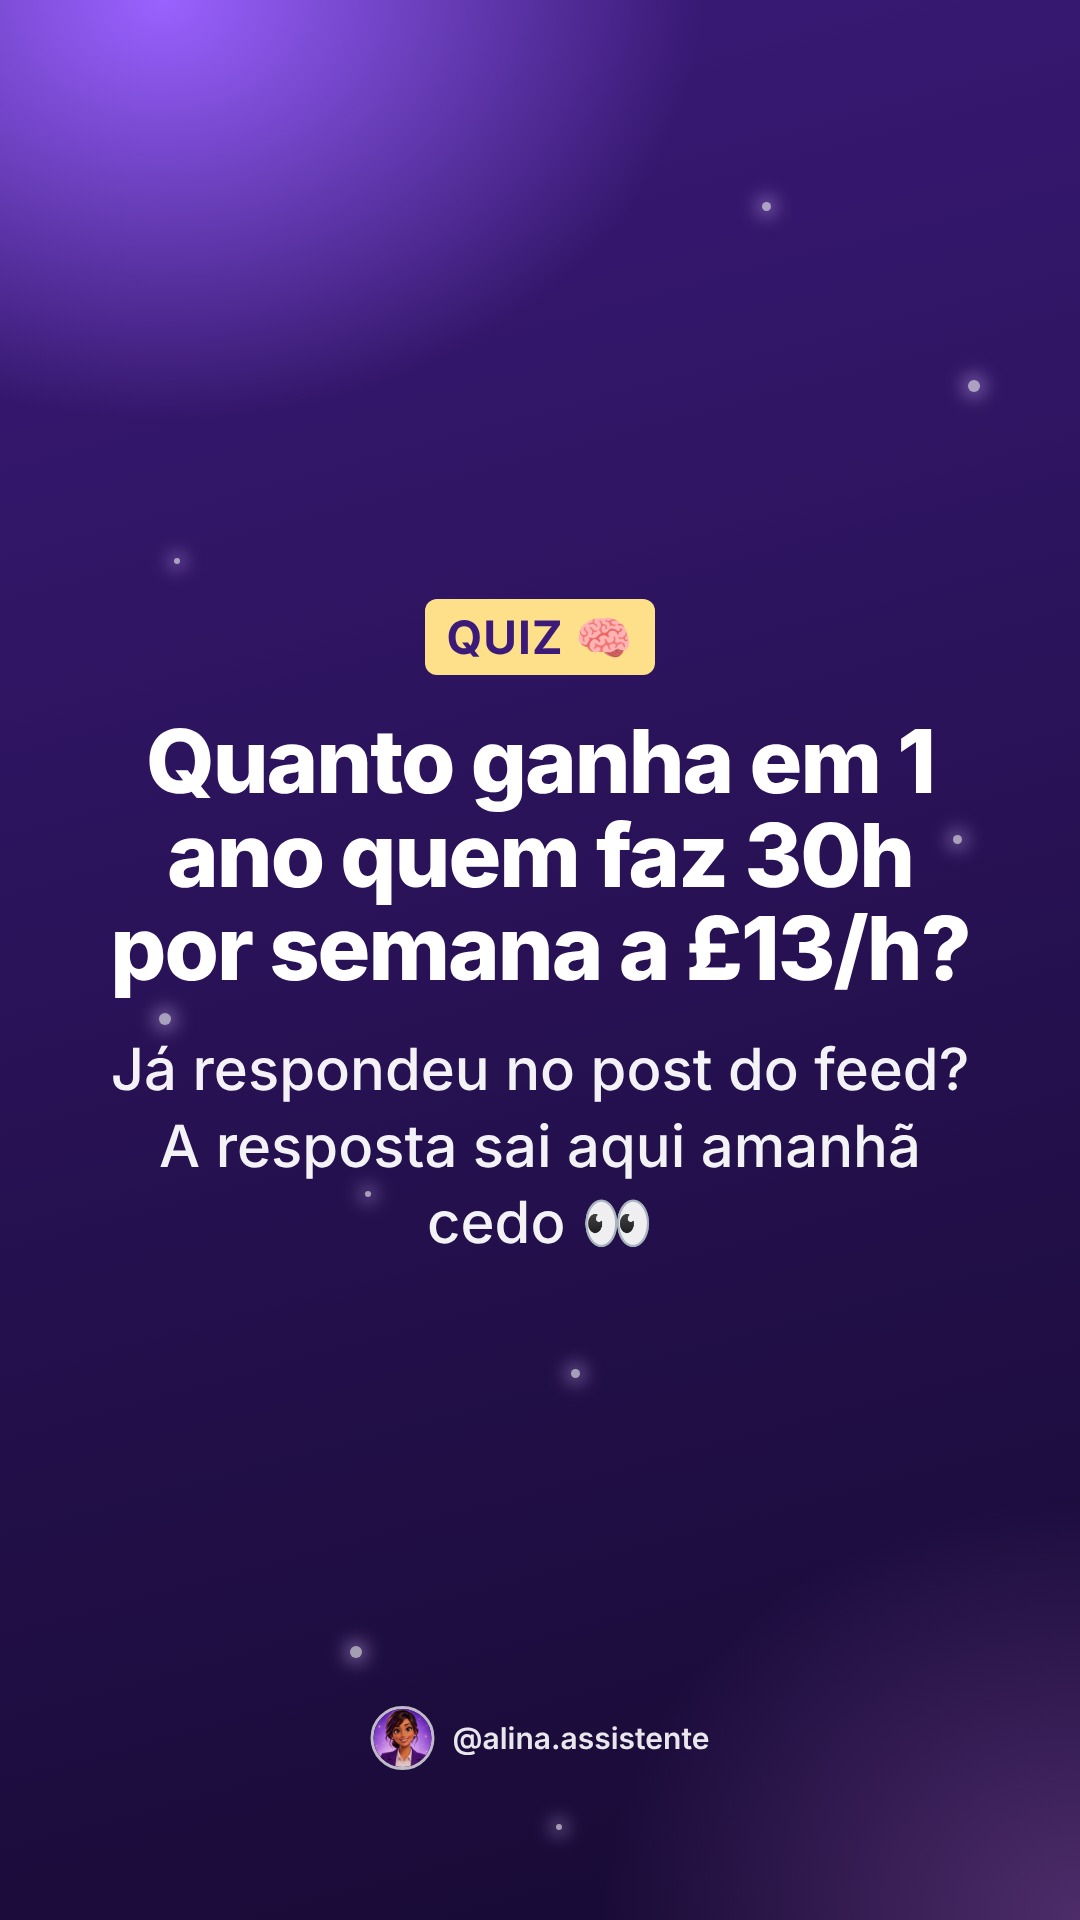 QUIZ 🧠
Quanto ganha em 1
ano quem faz 30h
por semana a £13/h?
Já respondeu no post do feed?
A resposta sai aqui amanhã
cedo 👀
@alina.assistente